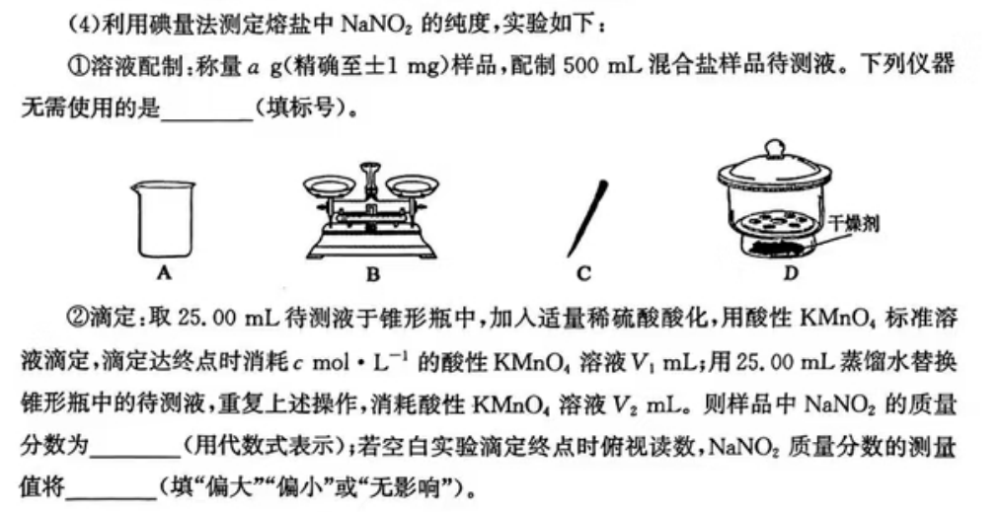 (4)利用碘量法测定熔盐中 NaNO₂ 的纯度,实验如下:
①溶液配制:称量 a g(精确至士1 mg)样品,配制 500 mL 混合盐样品待测液。下列仪器
无需使用的是______(填标号)。
干燥剂
A B C D
②滴定:取 25.00 mL 待测液于锥形瓶中,加入适量稀硫酸酸化,用酸性 KMnO₄ 标准溶
液滴定,滴定达终点时消耗 c mol·L⁻¹ 的酸性 KMnO₄ 溶液 V₁ mL;用 25.00 mL 蒸馏水替换
锥形瓶中的待测液,重复上述操作,消耗酸性 KMnO₄ 溶液 V₂ mL。则样品中 NaNO₂ 的质量
分数为______(用代数式表示);若空白实验滴定终点时俯视读数,NaNO₂ 质量分数的测量
值将______(填“偏大”“偏小”或“无影响”)。